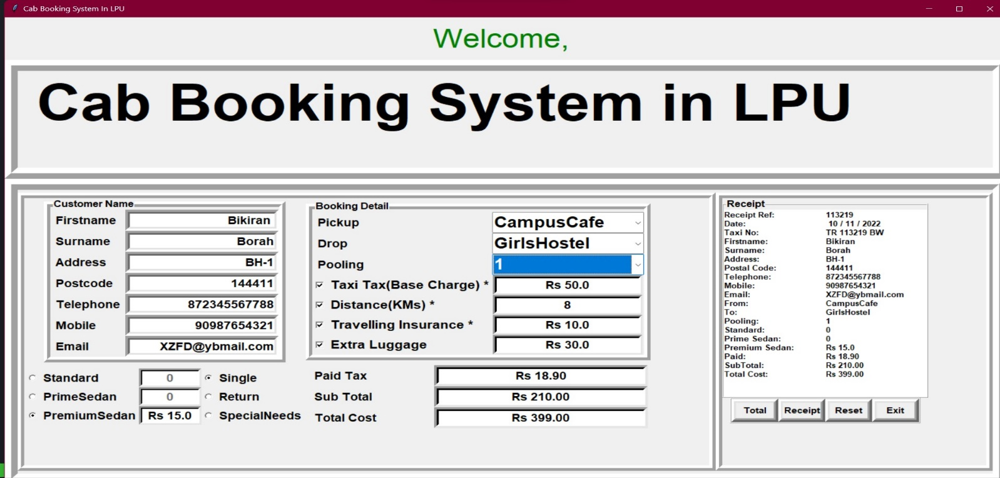 Cab Booking System In LPU
Welcome,
Cab Booking System in LPU
Customer Name
Firstname Bikiran
Surname Borah
Address BH-1
Postcode 144411
Telephone 872345567788
Mobile 90987654321
Email XZFD@ybmail.com
Standard 0 Single
PrimeSedan 0 Return
PremiumSedan Rs 15.0 SpecialNeeds
Booking Detail
Pickup CampusCafe
Drop GirlsHostel
Pooling 1
Taxi Tax(Base Charge) * Rs 50.0
Distance(KMs) * 8
Travelling Insurance * Rs 10.0
Extra Luggage Rs 30.0
Paid Tax Rs 18.90
Sub Total Rs 210.00
Total Cost Rs 399.00
Receipt
Receipt Ref: 113219
Date: 10 / 11 / 2022
Taxi No: TR 113219 BW
Firstname: Bikiran
Surname: Borah
Address: BH-1
Postal Code: 144411
Telephone: 872345567788
Mobile: 90987654321
Email: XZFD@ybmail.com
From: CampusCafe
To: GirlsHostel
Pooling: 1
Standard: 0
Prime Sedan: 0
Premium Sedan: Rs 15.0
Paid: Rs 18.90
SubTotal: Rs 210.00
Total Cost: Rs 399.00
Total Receipt Reset Exit